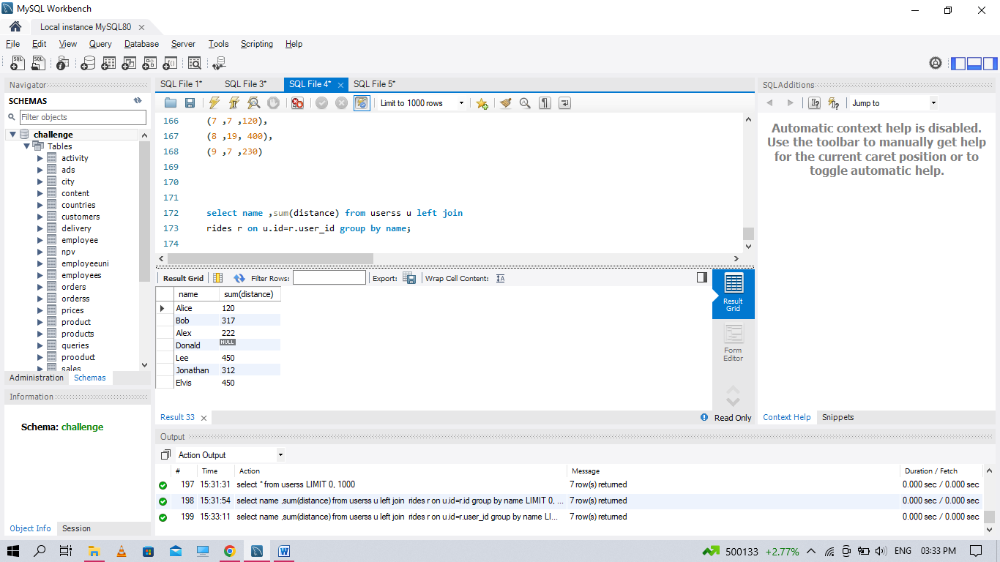 MySQL Workbench
Local instance MySQL80
File Edit View Query Database Server Tools Scripting Help
Navigator
SCHEMAS
Filter objects
challenge
Tables
activity
ads
city
content
countries
customers
delivery
employee
npv
employeeuni
employees
orders
orderss
prices
product
products
queries
prooduct
sales
Administration Schemas
Information
Schema: challenge
Object Info Session
SQL File 1* SQL File 3* SQL File 4* SQL File 5*
Limit to 1000 rows
166 (7 ,7 ,120),
167 (8 ,19, 400),
168 (9 ,7 ,230)
169
170
171
172 select name ,sum(distance) from userss u left join
173 rides r on u.id=r.user_id group by name;
174
Result Grid Filter Rows: Export: Wrap Cell Content:
name sum(distance)
Alice 120
Bob 317
Alex 222
Donald NULL
Lee 450
Jonathan 312
Elvis 450
Result Grid
Form Editor
Result 33
Read Only
SQLAdditions
Jump to
Automatic context help is disabled.
Use the toolbar to manually get help
for the current caret position or to
toggle automatic help.
Context Help Snippets
Output
Action Output
# Time Action Message Duration / Fetch
197 15:31:31 select * from userss LIMIT 0, 1000 7 row(s) returned 0.000 sec / 0.000 sec
198 15:31:54 select name ,sum(distance) from userss u left join rides r on u.id=r.id group by name LIMIT 0, ... 7 row(s) returned 0.000 sec / 0.000 sec
199 15:33:11 select name ,sum(distance) from userss u left join rides r on u.id=r.user_id group by name LI... 7 row(s) returned 0.000 sec / 0.000 sec
500133 +2.77% ENG 03:33 PM